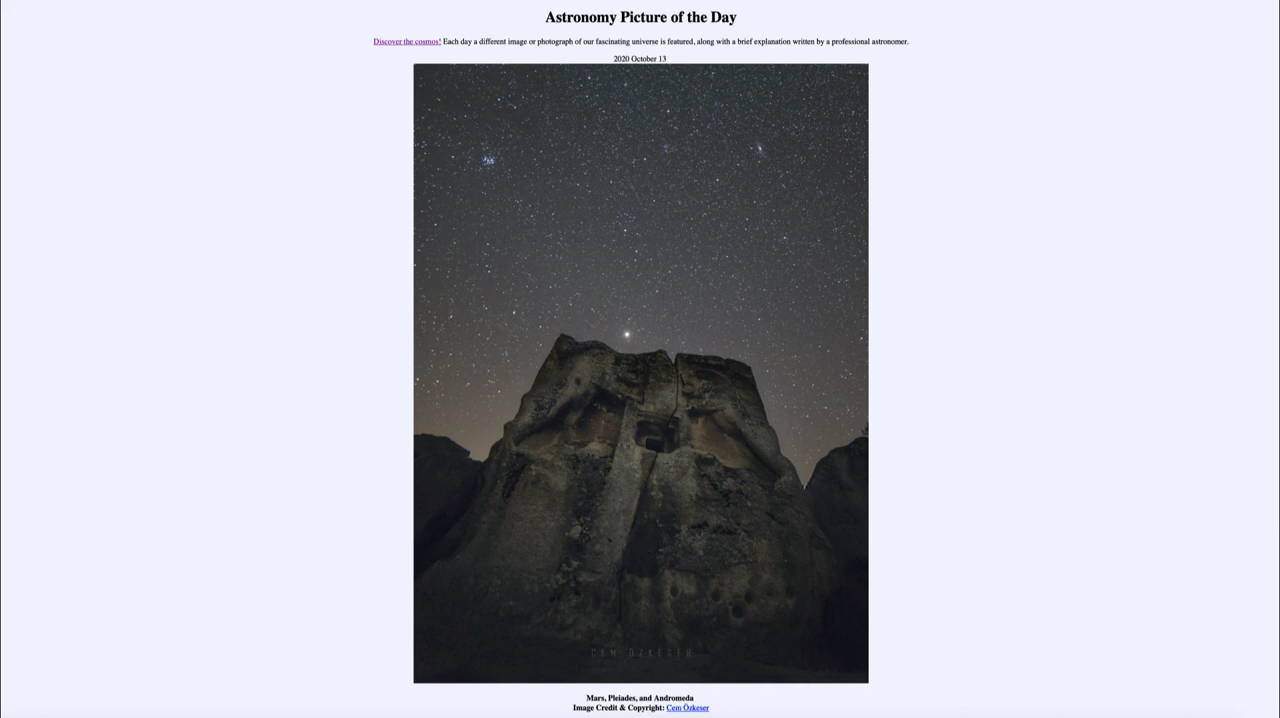 Astronomy Picture of the Day
Discover the cosmos! Each day a different image or photograph of our fascinating universe is featured, along with a brief explanation written by a professional astronomer.
2020 October 13
CEM ÖZKESER
Mars, Pleiades, and Andromeda
Image Credit & Copyright: Cem Özkeser